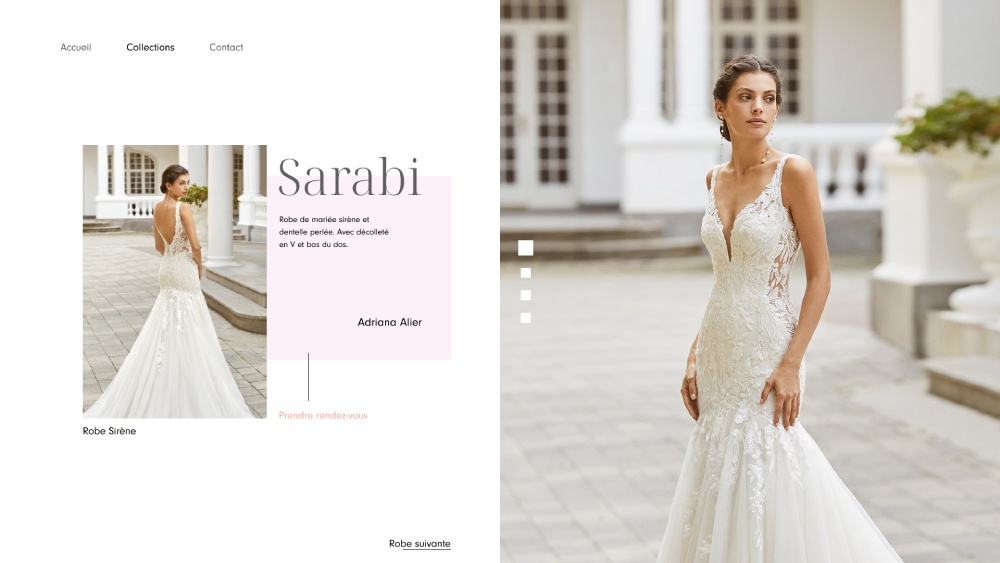 Accueil
Collections
Contact
Sarabi
Robe de mariée sirène et
dentelle perlée. Avec décolleté
en V et bas du dos.
Adriana Alier
Prendre rendez-vous
Robe Sirène
Robe suivante